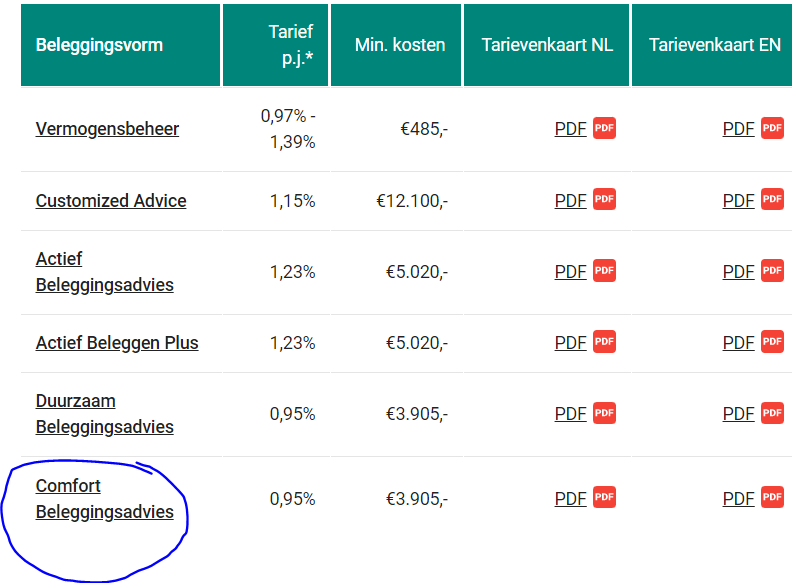 Beleggingsvorm
Tarief
p.j.*
Min. kosten
Tarievenkaart NL
Tarievenkaart EN
Vermogensbeheer
0,97% -
1,39%
€485,-
PDF PDF
PDF PDF
Customized Advice
1,15%
€12.100,-
PDF PDF
PDF PDF
Actief
Beleggingsadvies
1,23%
€5.020,-
PDF PDF
PDF PDF
Actief Beleggen Plus
1,23%
€5.020,-
PDF PDF
PDF PDF
Duurzaam
Beleggingsadvies
0,95%
€3.905,-
PDF PDF
PDF PDF
Comfort
Beleggingsadvies
0,95%
€3.905,-
PDF PDF
PDF PDF